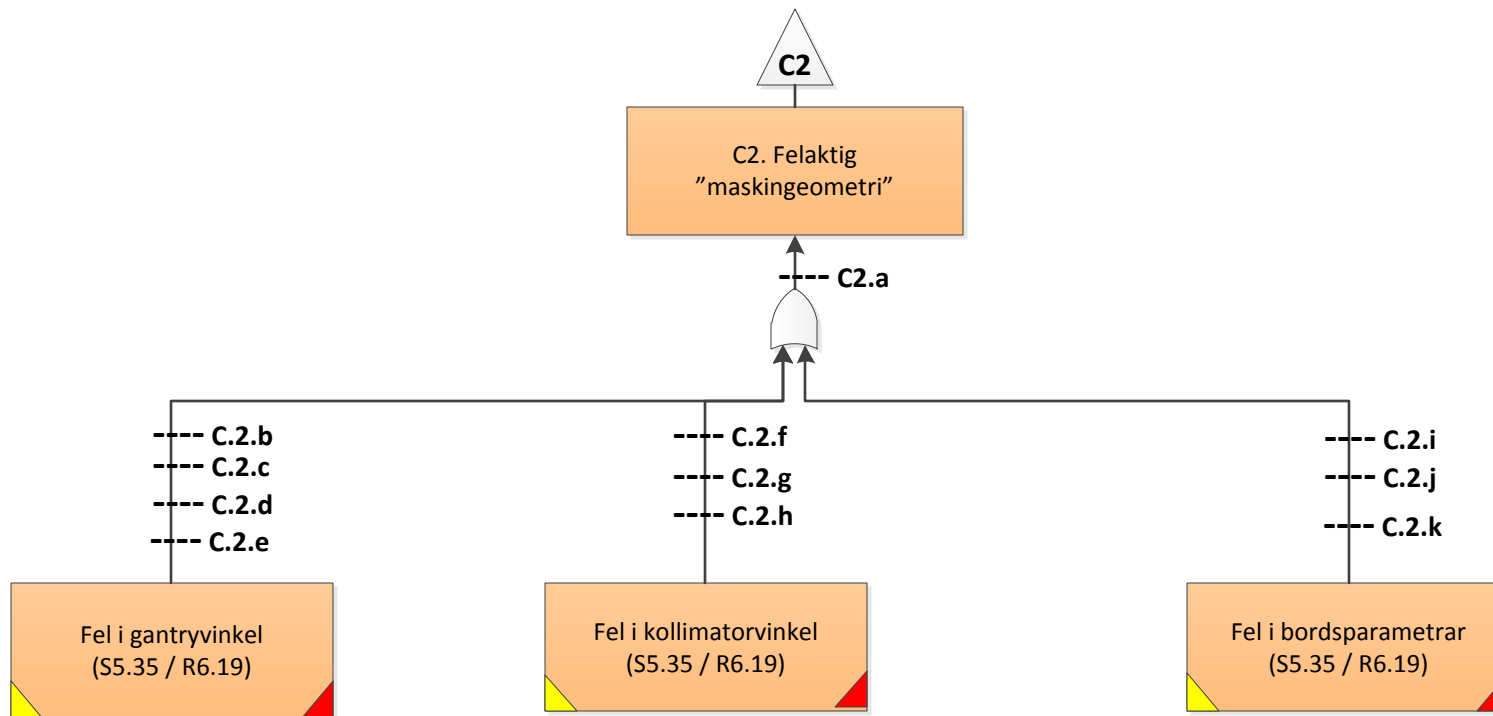 C2
C2. Felaktig
”maskingeometri”
C2.a
C.2.b
C.2.c
C.2.d
C.2.e
C.2.f
C.2.g
C.2.h
C.2.i
C.2.j
C.2.k
Fel i gantryvinkel
(S5.35 / R6.19)
Fel i kollimatorvinkel
(S5.35 / R6.19)
Fel i bordsparametrar
(S5.35 / R6.19)